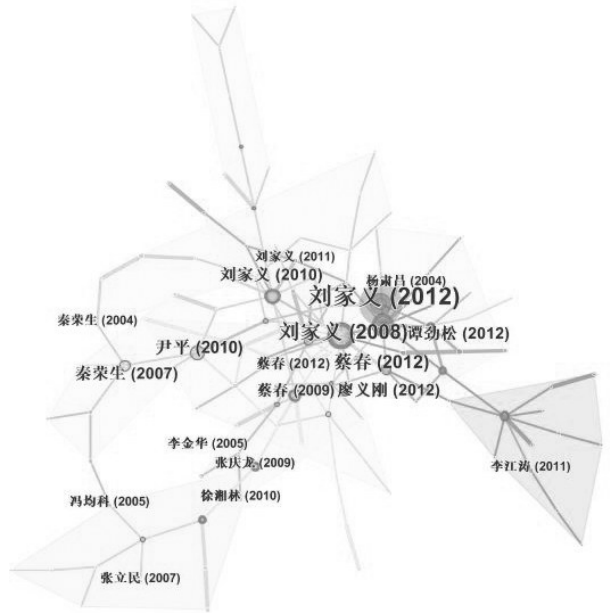 刘家义 (2011)
刘家义 (2010)
杨肃昌 (2004)
刘家义 (2012)
秦荣生 (2004)
刘家义 (2008)
谭劲松 (2012)
尹平 (2010)
蔡春 (2012)
蔡春 (2012)
秦荣生 (2007)
蔡春 (2009)
廖义刚 (2012)
李金华 (2005)
张庆龙 (2009)
李江涛 (2011)
冯均科 (2005)
徐湘林 (2010)
张立民 (2007)